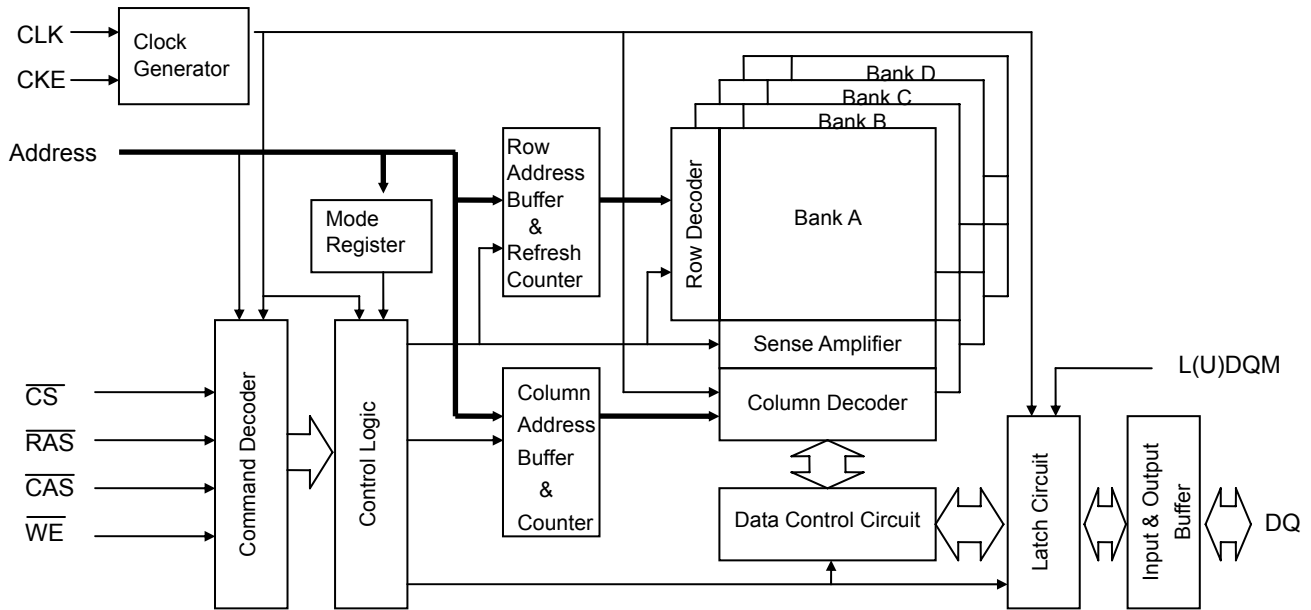 CLK
CKE
Clock
Generator
Bank D
Bank C
Bank B
Address
Row
Address
Buffer
&
Refresh
Counter
Mode
Register
Row Decoder
Bank A
Sense Amplifier
Column Decoder
L(U)DQM
CS
RAS
CAS
WE
Command Decoder
Control Logic
Column
Address
Buffer
&
Counter
Data Control Circuit
Latch Circuit
Input & Output
Buffer
DQ